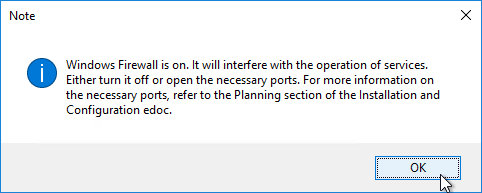 Note
Windows Firewall is on. It will interfere with the operation of services.
Either turn it off or open the necessary ports. For more information on
the necessary ports, refer to the Planning section of the Installation and
Configuration edoc.
OK